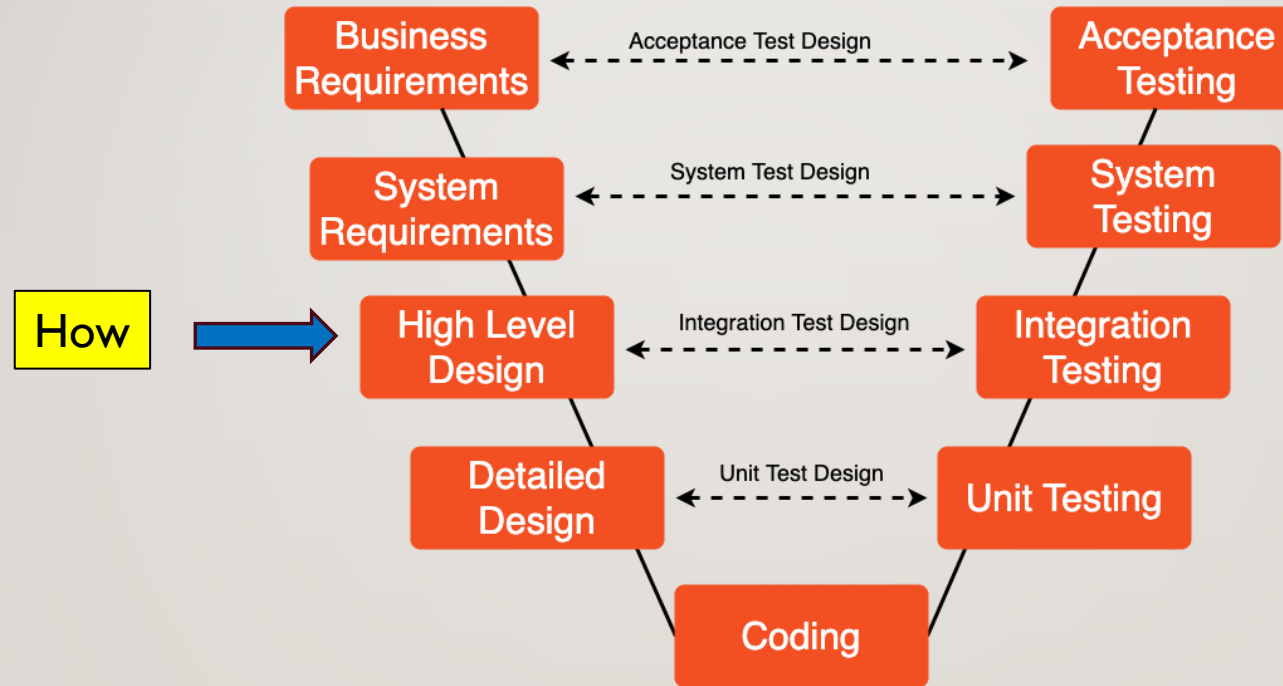 Business
Requirements
Acceptance Test Design
Acceptance
Testing
System
Requirements
System Test Design
System
Testing
How
High Level
Design
Integration Test Design
Integration
Testing
Detailed
Design
Unit Test Design
Unit Testing
Coding